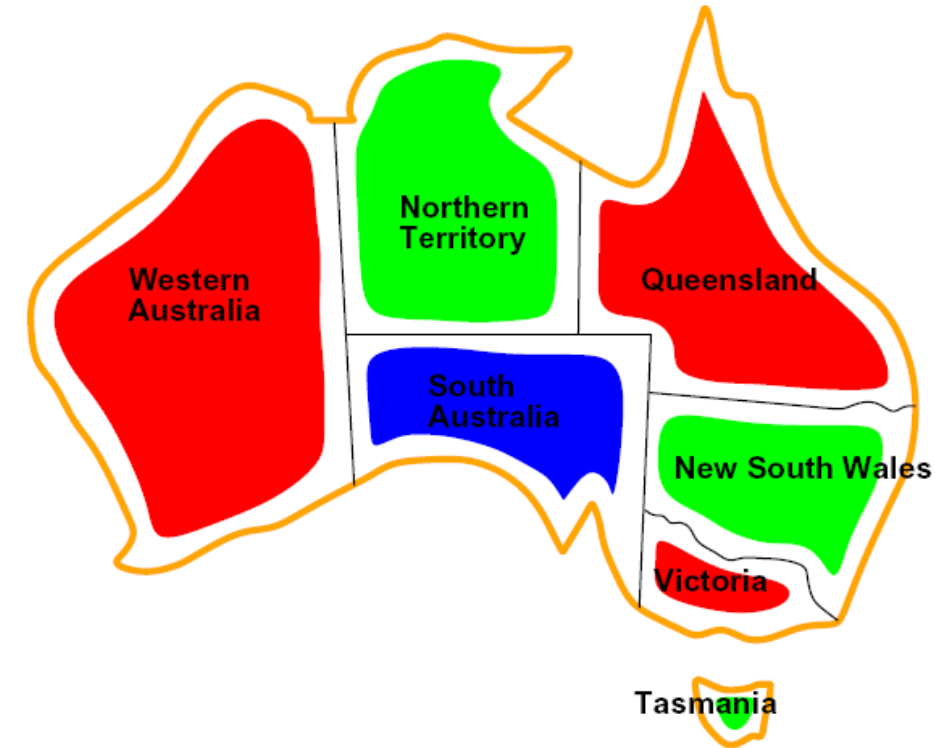 Northern
Territory
Western
Australia
Queensland
South
Australia
New South Wales
Victoria
Tasmania